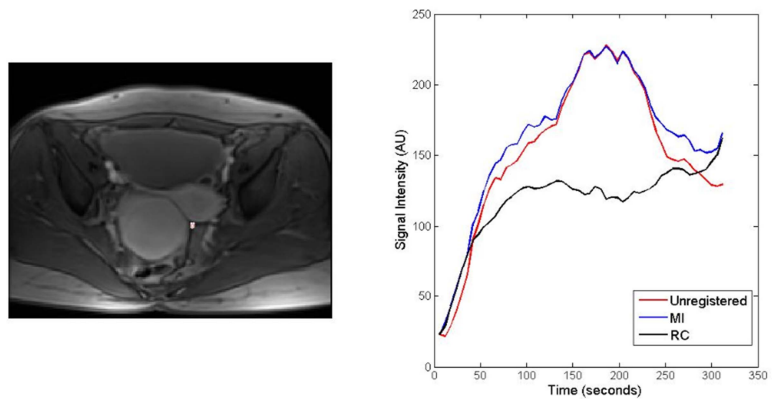 250
200
150
100
50
0
Signal Intensity (AU)
0 50 100 150 200 250 300 350
Time (seconds)
Unregistered
MI
RC